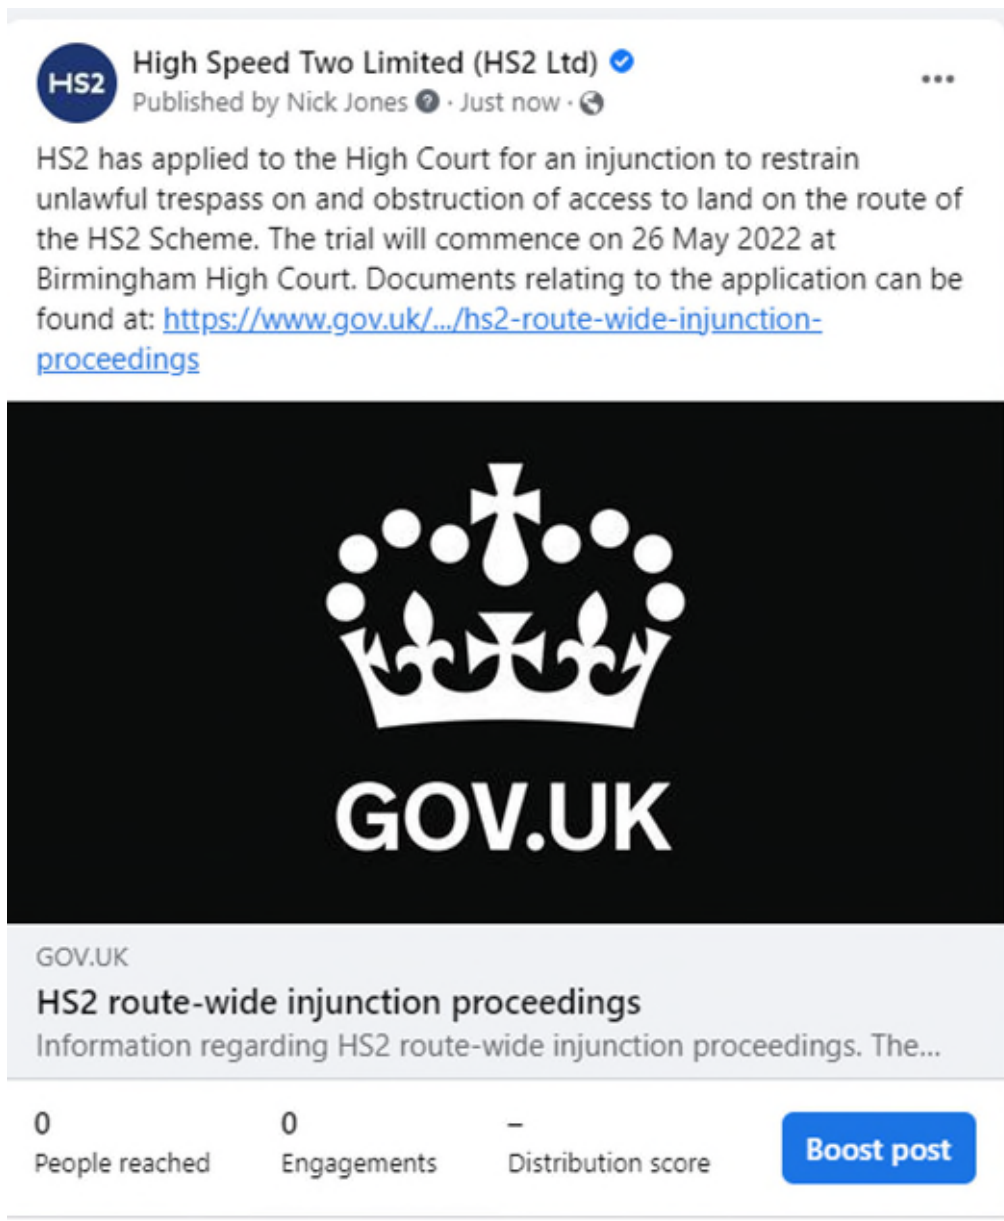 HS2
High Speed Two Limited (HS2 Ltd)
Published by Nick Jones ? · Just now ·
HS2 has applied to the High Court for an injunction to restrain
unlawful trespass on and obstruction of access to land on the route of
the HS2 Scheme. The trial will commence on 26 May 2022 at
Birmingham High Court. Documents relating to the application can be
found at: https://www.gov.uk/.../hs2-route-wide-injunction-
proceedings
GOV.UK
GOV.UK
HS2 route-wide injunction proceedings
Information regarding HS2 route-wide injunction proceedings. The...
0 0 –
People reached Engagements Distribution score
Boost post